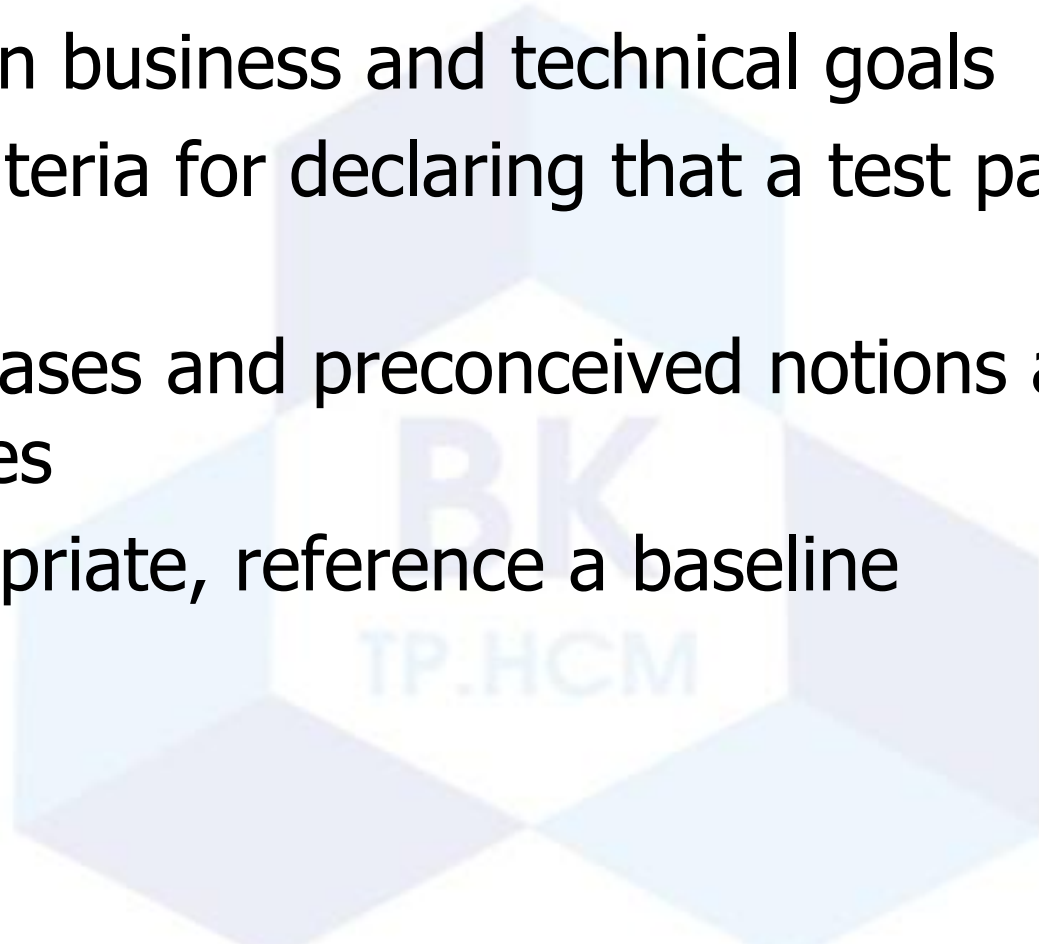 n business and technical goals
teria for declaring that a test pa
ases and preconceived notions a
es
priate, reference a baseline
BK
TP.HCM